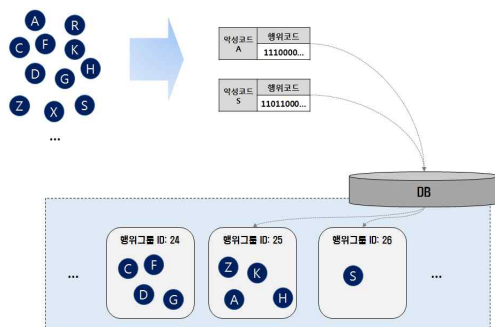 A R
C F K
D G H
Z X S
...
악성코드 A 행위코드
1110000...
악성코드 S 행위코드
11011000...
DB
행위그룹 ID: 24 행위그룹 ID: 25 행위그룹 ID: 26
... C F D G Z K A H S ...